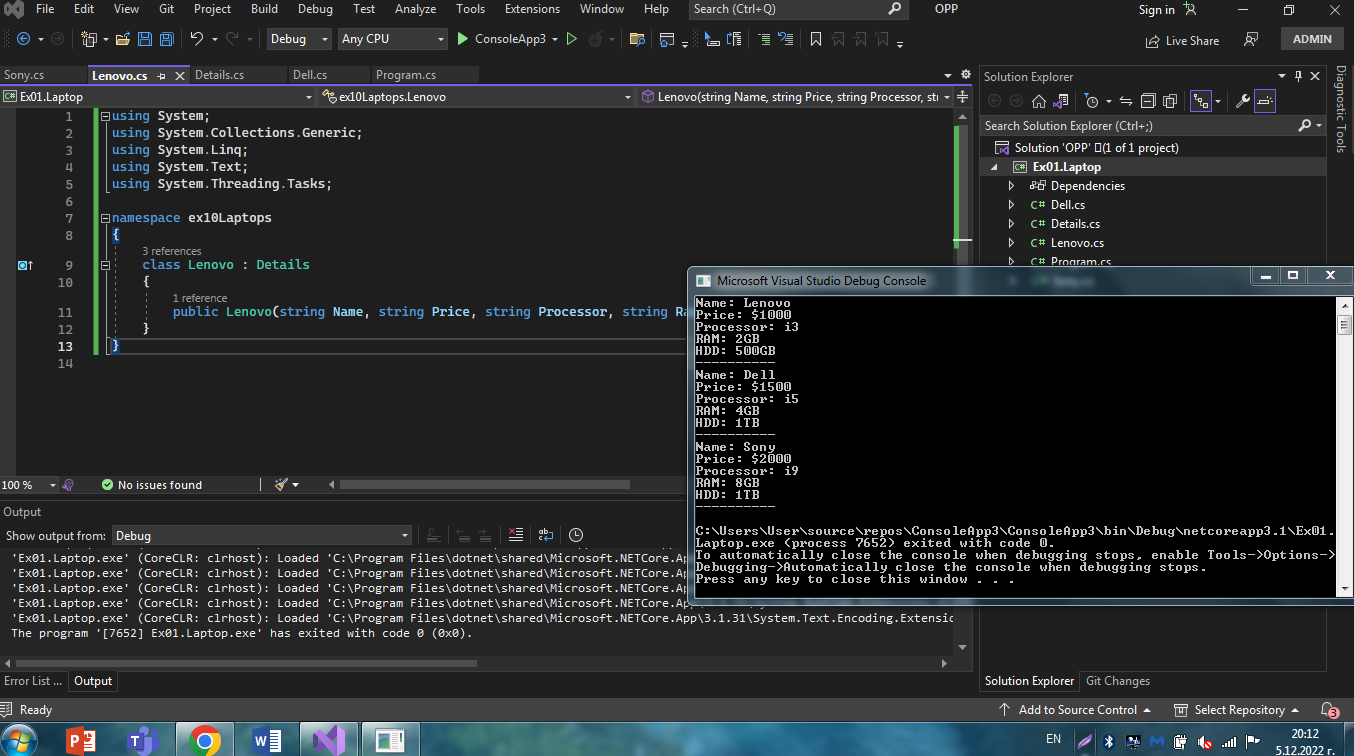 File Edit View Git Project Build Debug Test Analyze Tools Extensions Window Help Search (Ctrl+Q) OPP Sign in
Debug Any CPU ConsoleApp3 Live Share ADMIN
Sony.cs Lenovo.cs Details.cs Dell.cs Program.cs
Ex01.Laptop ex10Laptops.Lenovo Lenovo(string Name, string Price, string Processor, stı
1 using System;
2 using System.Collections.Generic;
3 using System.Linq;
4 using System.Text;
5 using System.Threading.Tasks;
6
7 namespace ex10Laptops
8 {
3 references
9 class Lenovo : Details
10 {
1 reference
11 public Lenovo(string Name, string Price, string Processor, string Ra
12 }
13 }
14
100 % No issues found
Output
Show output from: Debug
'Ex01.Laptop.exe' (CoreCLR: clrhost): Loaded 'C:\Program Files\dotnet\shared\Microsoft.NETCore.Ap
'Ex01.Laptop.exe' (CoreCLR: clrhost): Loaded 'C:\Program Files\dotnet\shared\Microsoft.NETCore.Ap
'Ex01.Laptop.exe' (CoreCLR: clrhost): Loaded 'C:\Program Files\dotnet\shared\Microsoft.NETCore.Ap
'Ex01.Laptop.exe' (CoreCLR: clrhost): Loaded 'C:\Program Files\dotnet\shared\Microsoft.NETCore.Ap
'Ex01.Laptop.exe' (CoreCLR: clrhost): Loaded 'C:\Program Files\dotnet\shared\Microsoft.NETCore.App\3.1.31\System.Text.Encoding.Extensic
The program '[7652] Ex01.Laptop.exe' has exited with code 0 (0x0).
Error List ... Output
Solution Explorer
Search Solution Explorer (Ctrl+;)
Solution 'OPP' (1 of 1 project)
Ex01.Laptop
Dependencies
C# Dell.cs
C# Details.cs
C# Lenovo.cs
C# Program.cs
Diagnostic Tools
Microsoft Visual Studio Debug Console
Name: Lenovo
Price: $1000
Processor: i3
RAM: 2GB
HDD: 500GB
----------
Name: Dell
Price: $1500
Processor: i5
RAM: 4GB
HDD: 1TB
----------
Name: Sony
Price: $2000
Processor: i9
RAM: 8GB
HDD: 1TB
----------
C:\Users\User\source\repos\ConsoleApp3\ConsoleApp3\bin\Debug\netcoreapp3.1\Ex01.
Laptop.exe (process 7652) exited with code 0.
To automatically close the console when debugging stops, enable Tools->Options->
Debugging->Automatically close the console when debugging stops.
Press any key to close this window . . .
Solution Explorer Git Changes
Ready Add to Source Control Select Repository 3
EN 20:12
5.12.2022 г.